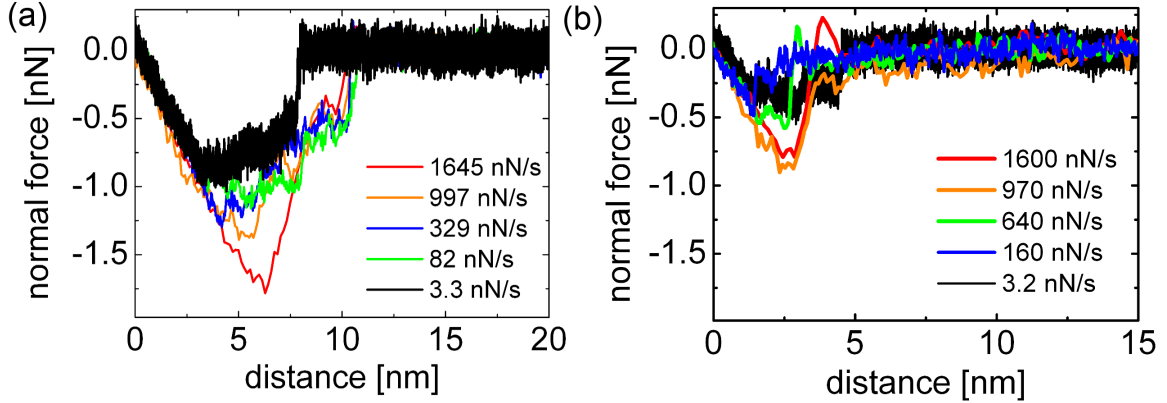 (a)
normal force [nN]
0.0
-0.5
-1.0
-1.5
1645 nN/s
997 nN/s
329 nN/s
82 nN/s
3.3 nN/s
0 5 10 15 20
distance [nm]
(b)
normal force [nN]
0.0
-0.5
-1.0
-1.5
1600 nN/s
970 nN/s
640 nN/s
160 nN/s
3.2 nN/s
0 5 10 15
distance [nm]